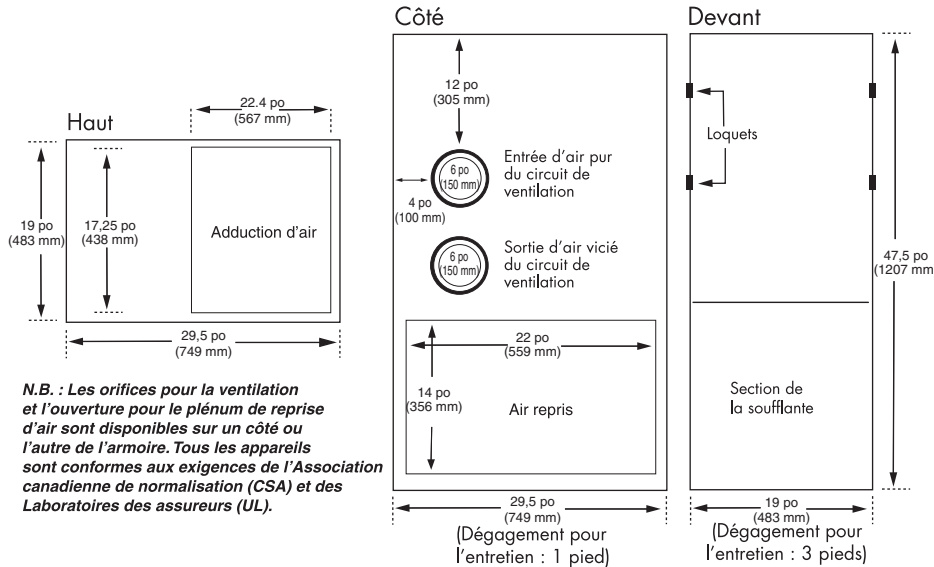 Haut
22.4 po
(567 mm)
19 po
(483 mm)
17,25 po
(438 mm)
Adduction d'air
29,5 po
(749 mm)
N.B. : Les orifices pour la ventilation
et l'ouverture pour le plénum de reprise
d'air sont disponibles sur un côté ou
l'autre de l'armoire. Tous les appareils
sont conformes aux exigences de l'Association
canadienne de normalisation (CSA) et des
Laboratoires des assureurs (UL).
Côté
12 po
(305 mm)
6 po
(150 mm)
Entrée d'air pur
du circuit de
ventilation
4 po
(100 mm)
6 po
(150 mm)
Sortie d'air vicié
du circuit de
ventilation
22 po
(559 mm)
14 po
(356 mm)
Air repris
29,5 po
(749 mm)
(Dégagement pour
l'entretien : 1 pied)
Devant
Loquets
47,5 po
(1207 mm
Section de
la soufflante
19 po
(483 mm)
(Dégagement pour
l'entretien : 3 pieds)